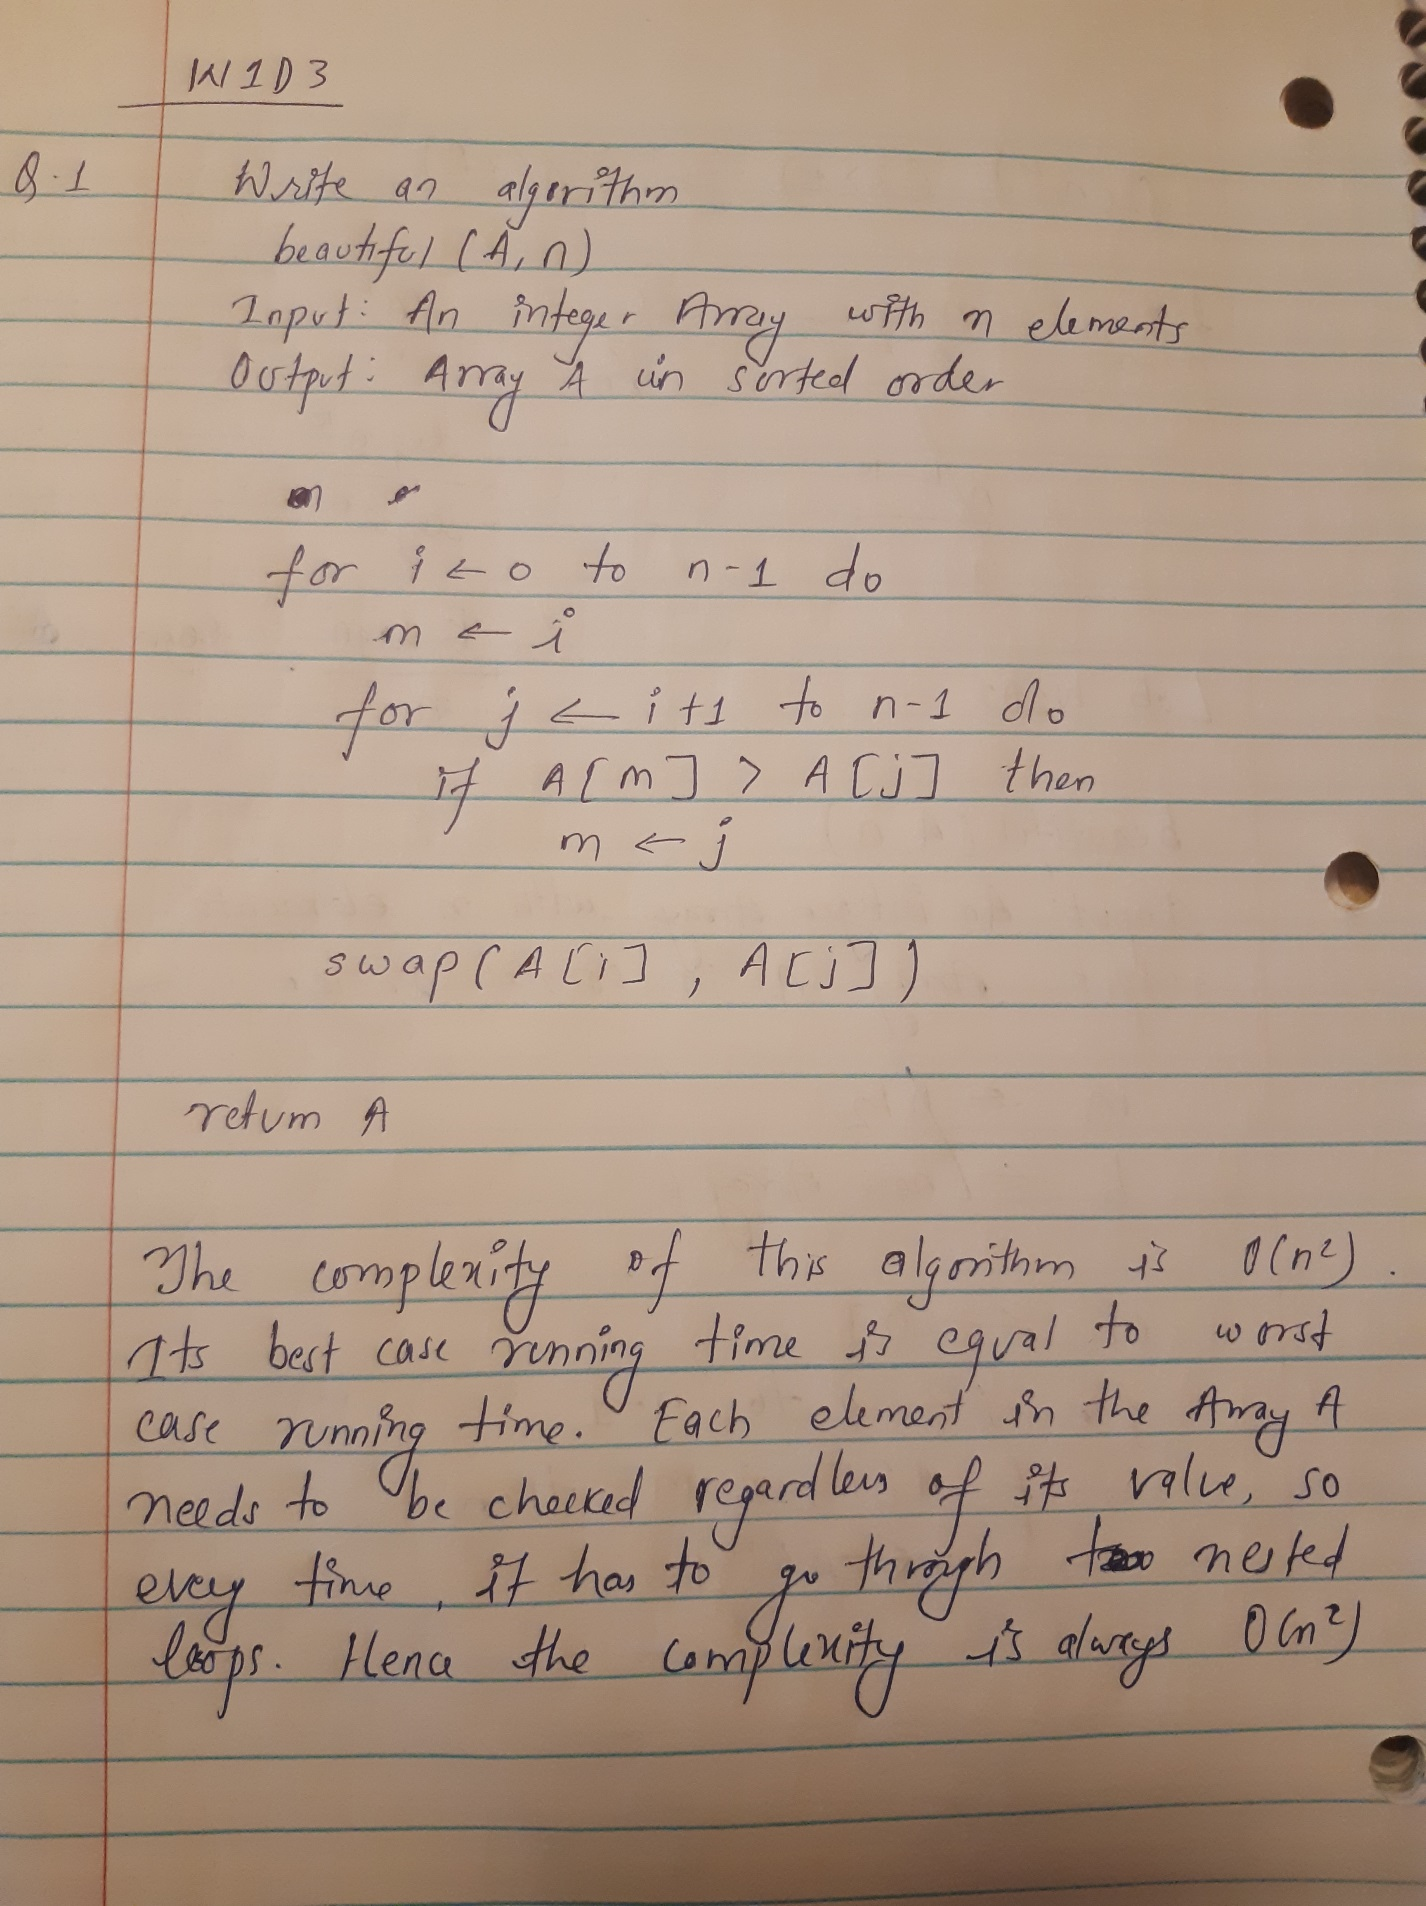 W1D3
Q.1 Write an algorithm
beautiful (A, n)
Input: An integer Array with n elements
Output: Array A in sorted order
for i ← 0 to n-1 do
m ← i
for j ← i+1 to n-1 do
if A[m] > A[j] then
m ← j
swap(A[i], A[j])
return A
The complexity of this algorithm is O(n²).
Its best case running time is equal to worst
case running time. Each element in the Array A
needs to be checked regardless of its value, so
every time, it has to go through nested
loops. Hence the complexity is always O(n²)